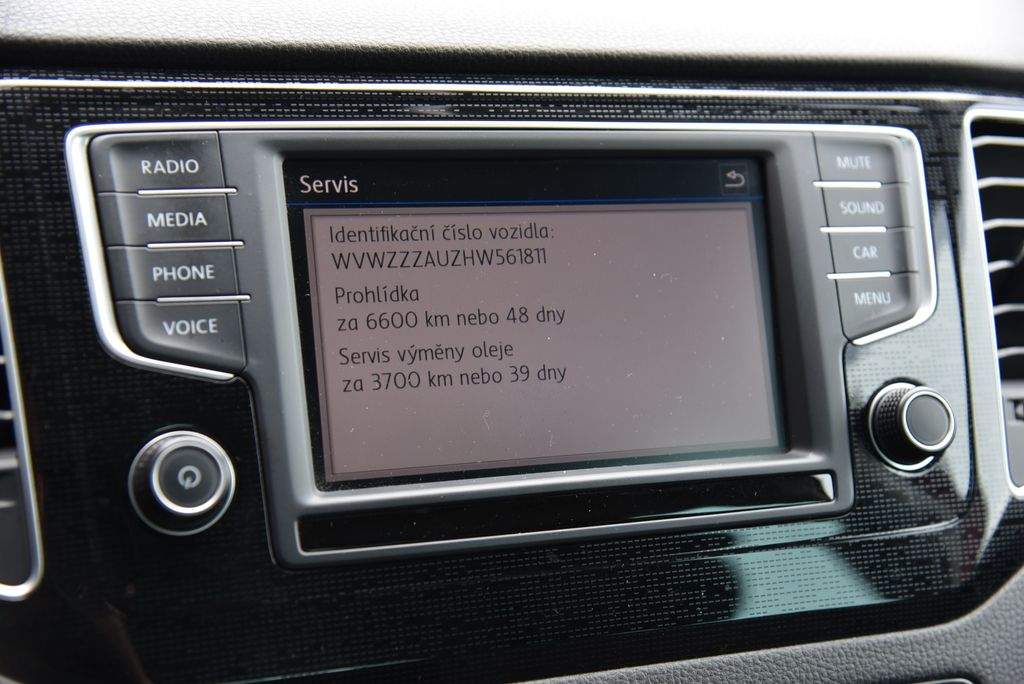 RADIO
MEDIA
PHONE
VOICE
Servis
Identifikační číslo vozidla:
WVWZZZAUZHW561811
Prohlídka
za 6600 km nebo 48 dny
Servis výměny oleje
za 3700 km nebo 39 dny
MUTE
SOUND
CAR
MENU